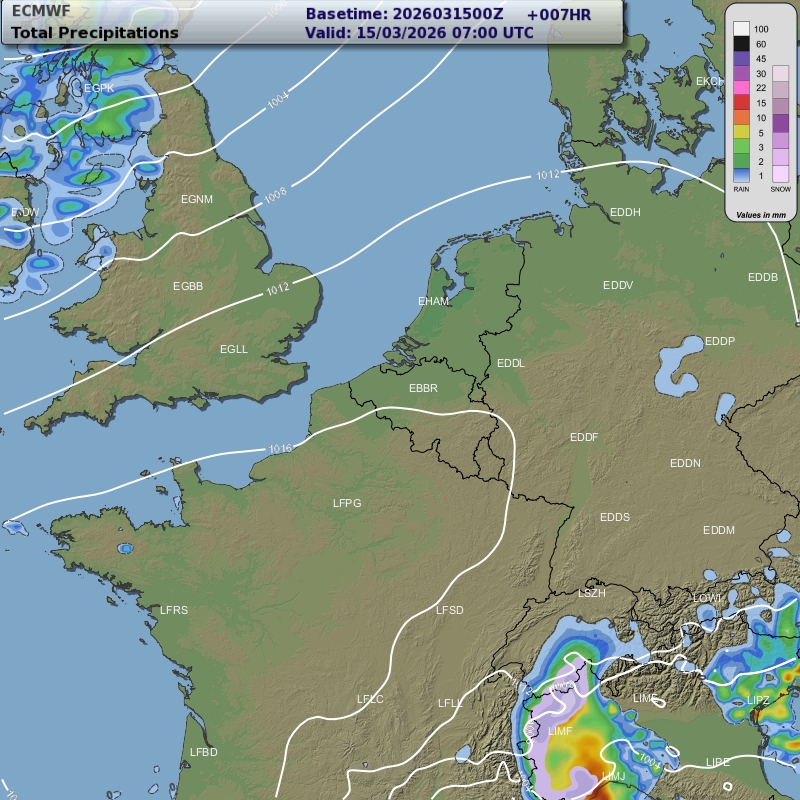 ECMWF
Basetime: 2026031500Z +007HR
Total Precipitations
Valid: 15/03/2026 07:00 UTC
1000
100
60
45
30
22
15
10
5
3
2
1
RAIN
SNOW
Values in mm
EGPK
EKCH
1004
1012
EGNM
1008
EDDH
EIDW
EGBB
1012
EHAM
EDDV
EDDB
EGLL
EDDP
EDDL
EBBR
1016
EDDF
EDDN
LFPG
EDDS
EDDM
LSZH
LOWI
LFRS
LFSD
LFLC
LFLL
LIME
LIPZ
LIMF
LFBD
1004
LIPE
LIMJ